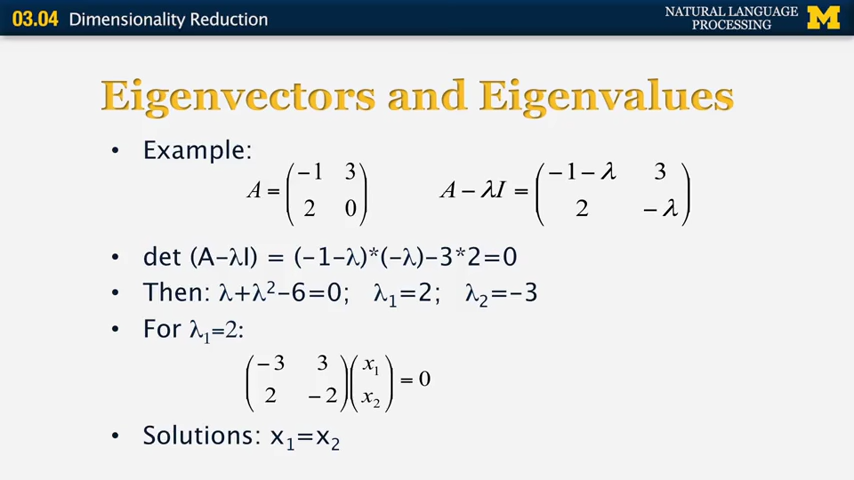 03.04 Dimensionality Reduction
NATURAL LANGUAGE
PROCESSING
M
Eigenvectors and Eigenvalues
• Example:
A = (−1 3
2 0)
A − λI = (−1 − λ 3
2 − λ)
• det (A−λI) = (−1−λ)*(−λ)−3*2=0
• Then: λ+λ²−6=0; λ₁=2; λ₂=−3
• For λ₁=2:
(−3 3
2 −2) (x₁
x₂) = 0
• Solutions: x₁=x₂